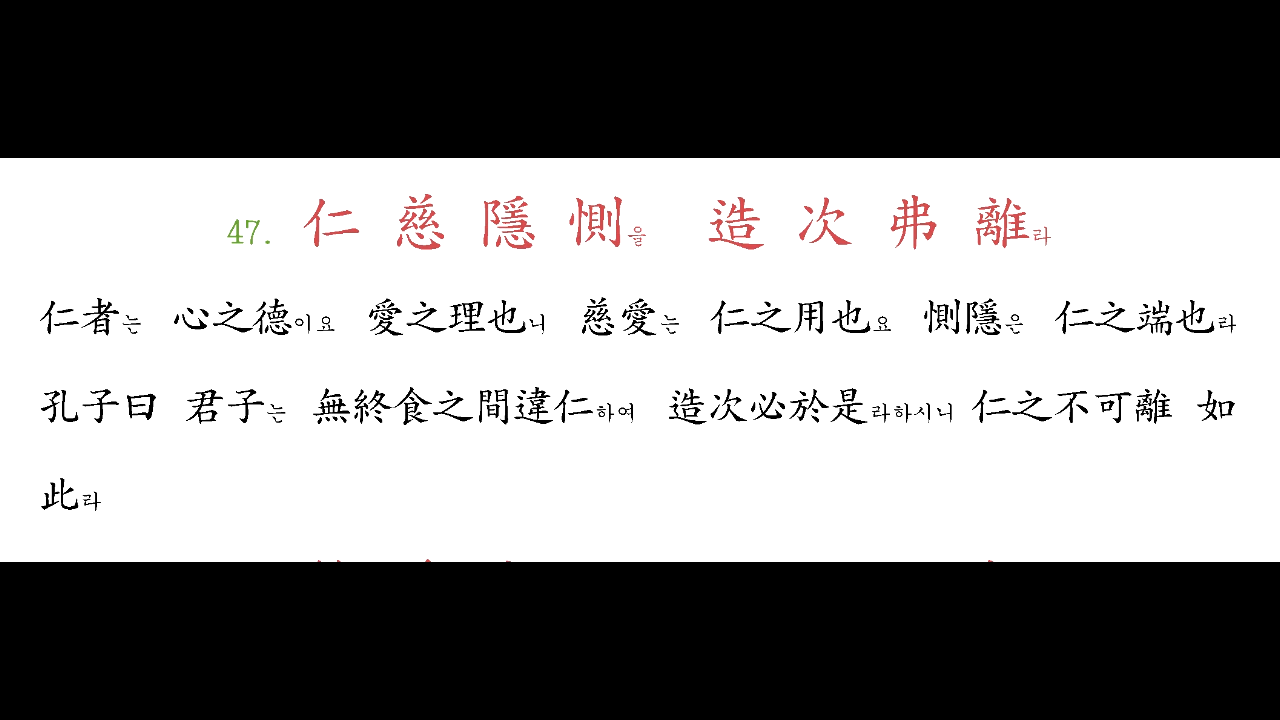 47. 仁 慈 隱 惻을 造 次 弗 離라
仁者는 心之德이요 愛之理也니 慈愛는 仁之用也요 惻隱은 仁之端也라
孔子曰 君子는 無終食之間違仁하여 造次必於是라하시니 仁之不可離 如
此라